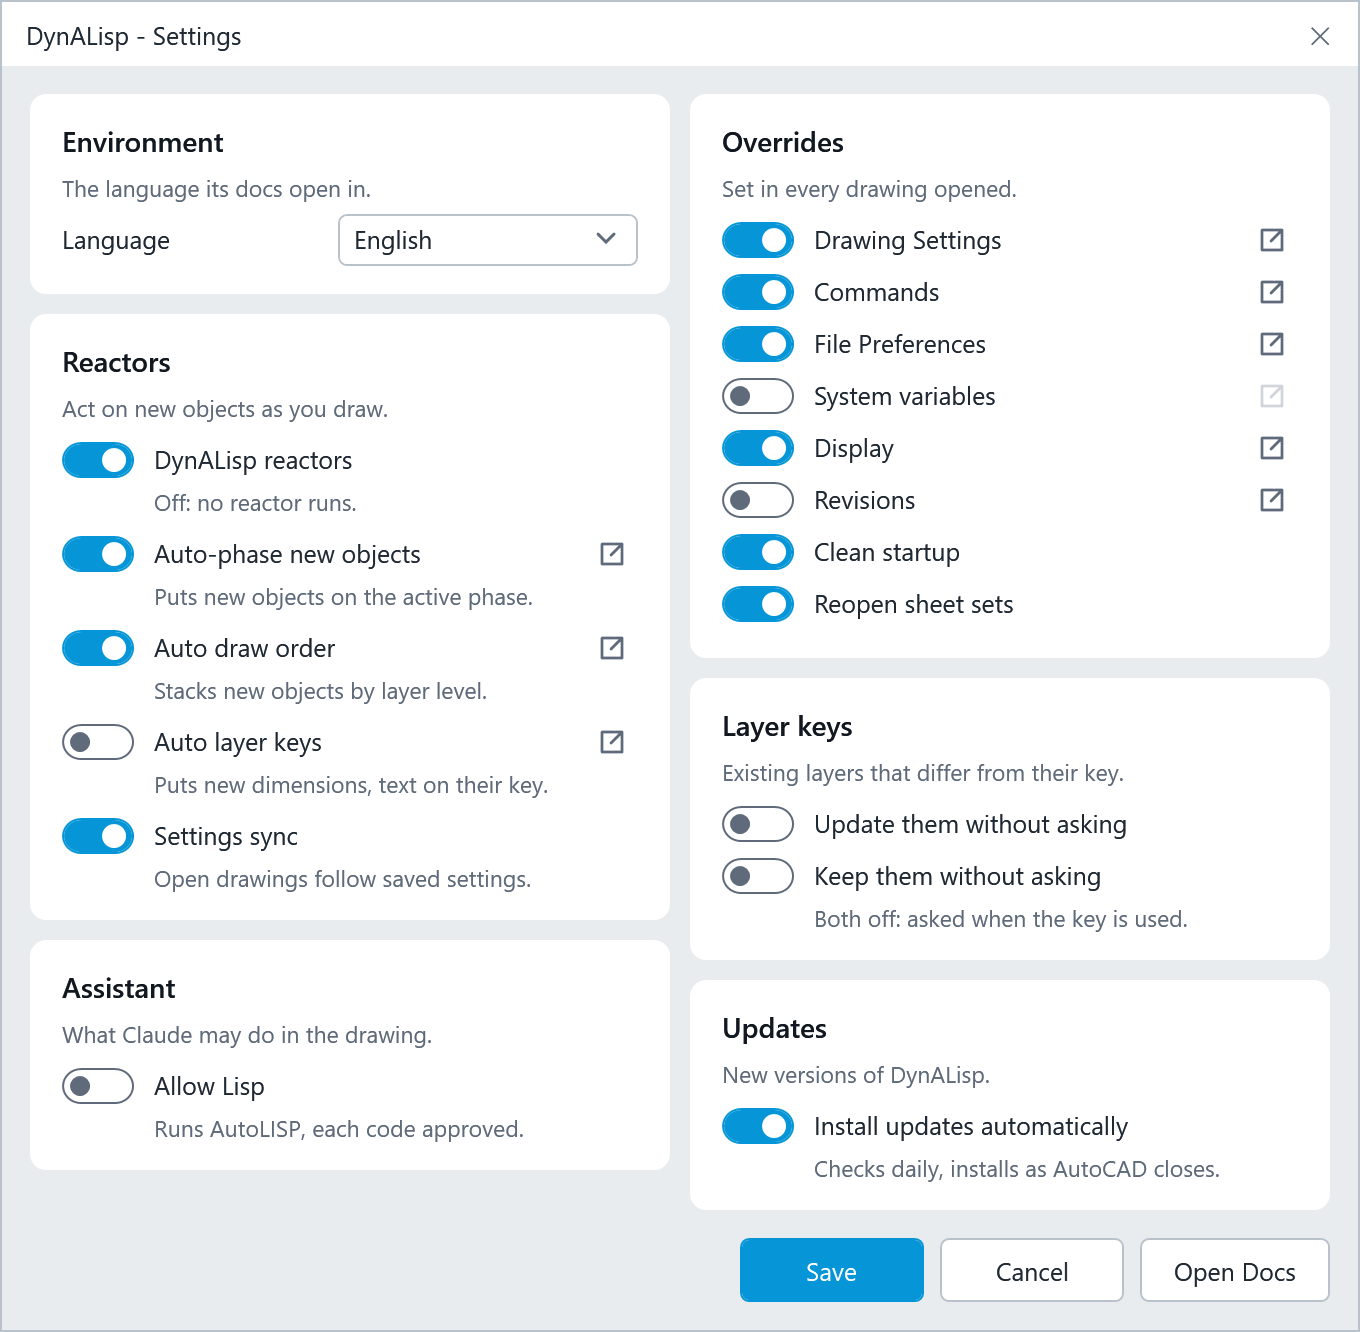 DynALisp - Settings
Environment
The language its docs open in.
Language
English
Reactors
Act on new objects as you draw.
DynALisp reactors
Off: no reactor runs.
Auto-phase new objects
Puts new objects on the active phase.
Auto draw order
Stacks new objects by layer level.
Auto layer keys
Puts new dimensions, text on their key.
Settings sync
Open drawings follow saved settings.
Assistant
What Claude may do in the drawing.
Allow Lisp
Runs AutoLISP, each code approved.
Overrides
Set in every drawing opened.
Drawing Settings
Commands
File Preferences
System variables
Display
Revisions
Clean startup
Reopen sheet sets
Layer keys
Existing layers that differ from their key.
Update them without asking
Keep them without asking
Both off: asked when the key is used.
Updates
New versions of DynALisp.
Install updates automatically
Checks daily, installs as AutoCAD closes.
Save
Cancel
Open Docs